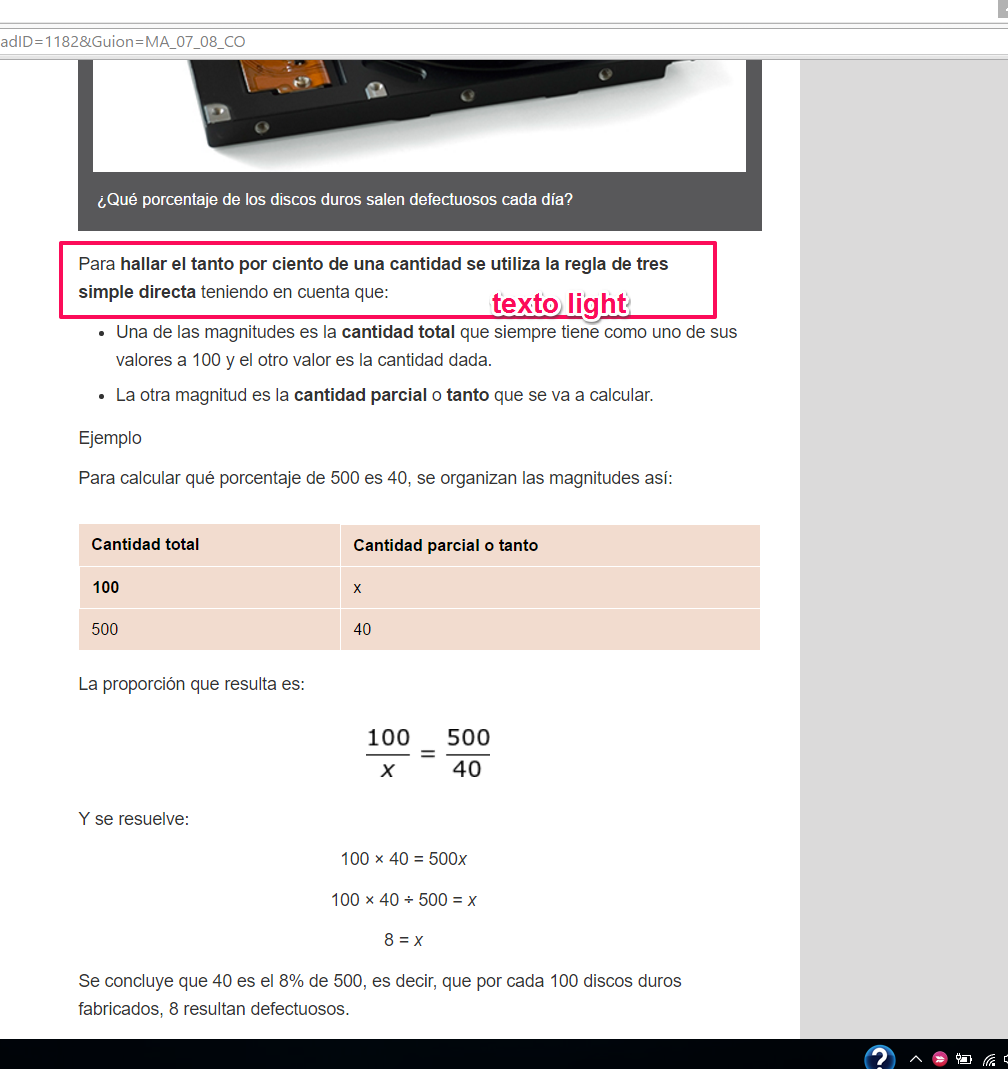 adID=1182&Guion=MA_07_08_CO
¿Qué porcentaje de los discos duros salen defectuosos cada día?
Para hallar el tanto por ciento de una cantidad se utiliza la regla de tres
simple directa teniendo en cuenta que:
texto light
• Una de las magnitudes es la cantidad total que siempre tiene como uno de sus
valores a 100 y el otro valor es la cantidad dada.
• La otra magnitud es la cantidad parcial o tanto que se va a calcular.
Ejemplo
Para calcular qué porcentaje de 500 es 40, se organizan las magnitudes así:
Cantidad total Cantidad parcial o tanto
100 x
500 40
La proporción que resulta es:
100/x = 500/40
Y se resuelve:
100 × 40 = 500x
100 × 40 ÷ 500 = x
8 = x
Se concluye que 40 es el 8% de 500, es decir, que por cada 100 discos duros
fabricados, 8 resultan defectuosos.